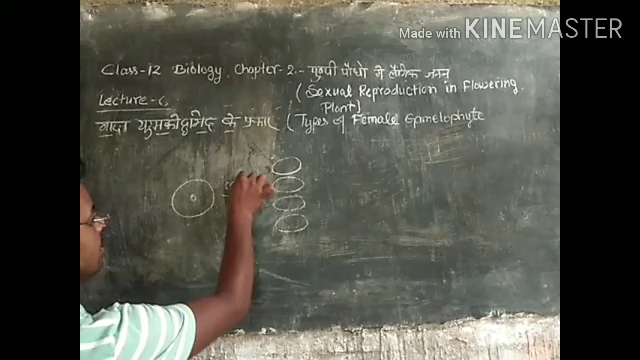 Made with KINEMASTER
Class-12 Biology, Chapter-2.- पुष्पी पौधों में लैंगिक जनन
(Sexual Reproduction in Flowering
Plant)
Lecture-6
मादा युग्मकोद्भिद के प्रकार (Types of Female Gametophyte